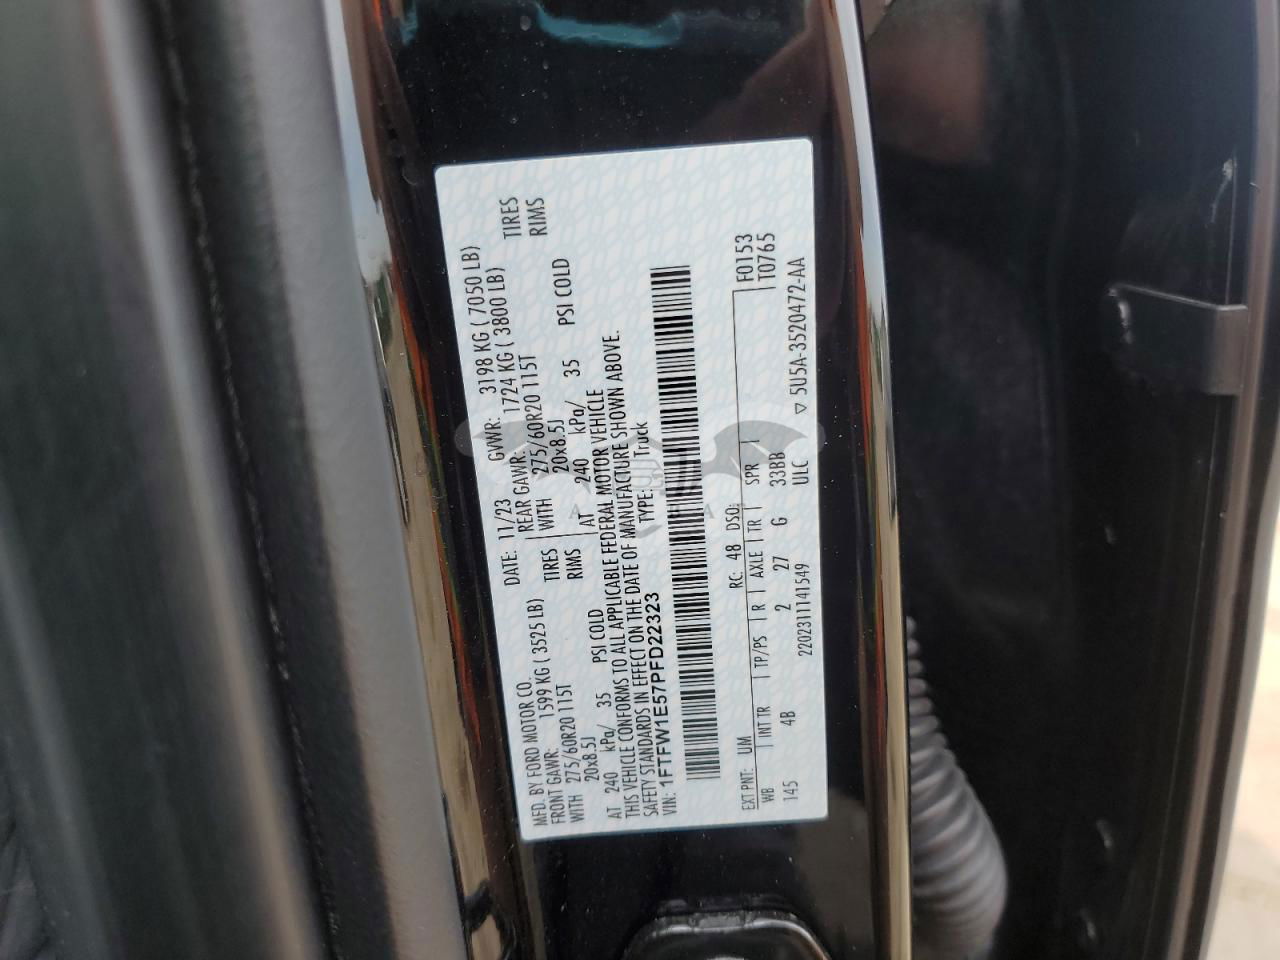 MFD. BY FORD MOTOR CO.
DATE: 11/23 GVWR: 3198 KG ( 7050 LB)
FRONT GAWR: 1599 KG ( 3525 LB) REAR GAWR: 1724 KG ( 3800 LB)
WITH 275/60R20 115T TIRES WITH 275/60R20 115T TIRES
20x8.5J RIMS 20x8.5J RIMS
AT 240 kPa/ 35 PSI COLD AT 240 kPa/ 35 PSI COLD
THIS VEHICLE CONFORMS TO ALL APPLICABLE FEDERAL MOTOR VEHICLE
SAFETY STANDARDS IN EFFECT ON THE DATE OF MANUFACTURE SHOWN ABOVE.
VIN: 1FTFW1E57PFD22323 TYPE: Truck
F0153
T0765
EXT PNT: UM RC: 48 DSO:
WB INT TR TP/PS R AXLE TR SPR
145 4B 2 27 G 33BB
2202311141549 ULC ▽ 5U5A-3520472-AA